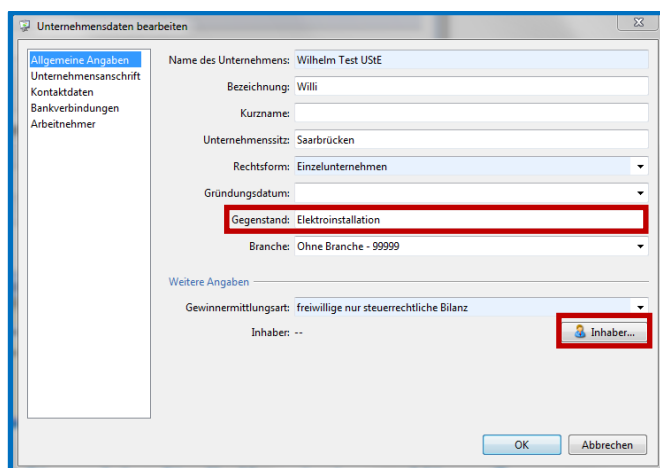 Unternehmensdaten bearbeiten
Allgemeine Angaben
Unternehmensanschrift
Kontaktdaten
Bankverbindungen
Arbeitnehmer
Name des Unternehmens: Wilhelm Test UStE
Bezeichnung: Willi
Kurzname:
Unternehmenssitz: Saarbrücken
Rechtsform: Einzelunternehmen
Gründungsdatum:
Gegenstand: Elektroinstallation
Branche: Ohne Branche - 99999
Weitere Angaben
Gewinnermittlungsart: freiwillige nur steuerrechtliche Bilanz
Inhaber: -- Inhaber...
OK Abbrechen